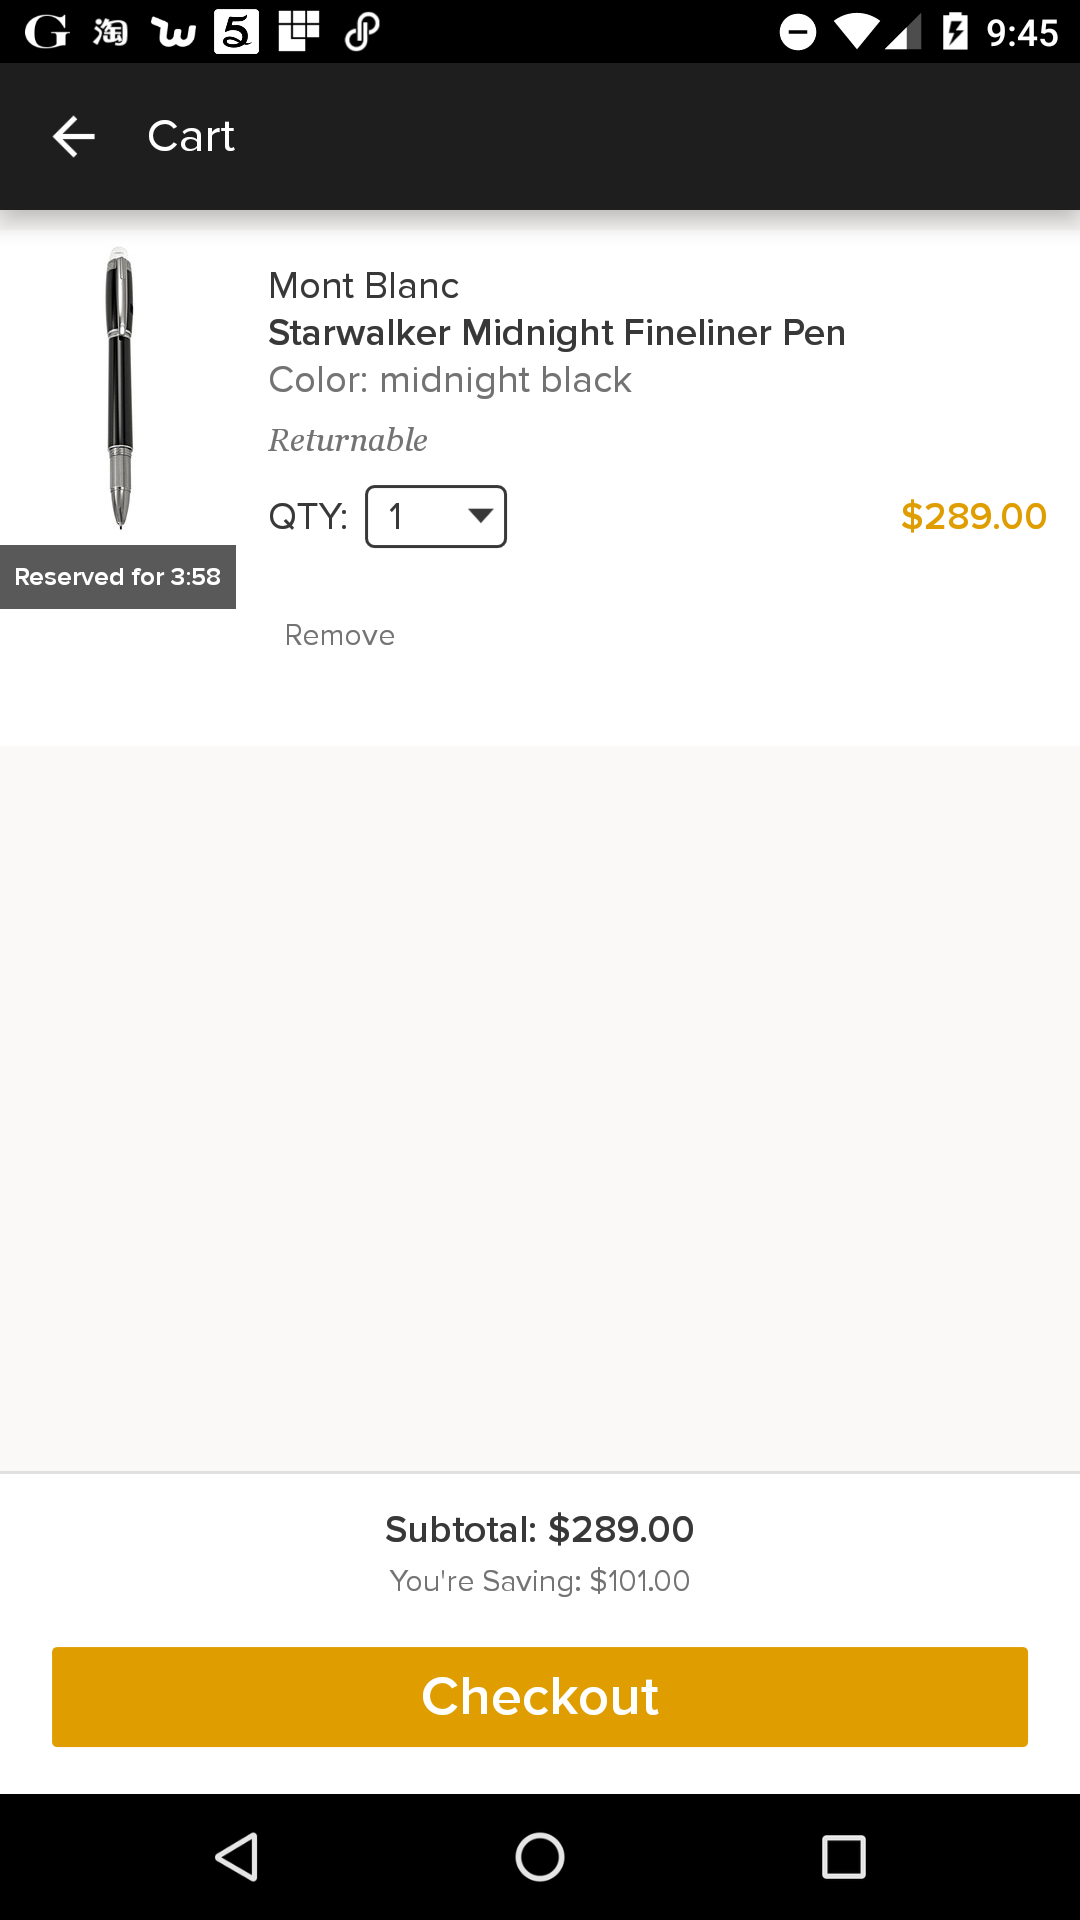 G 淘 w 5 9:45
Cart
Mont Blanc
Starwalker Midnight Fineliner Pen
Color: midnight black
Returnable
QTY: 1 $289.00
Reserved for 3:58
Remove
Subtotal: $289.00
You're Saving: $101.00
Checkout